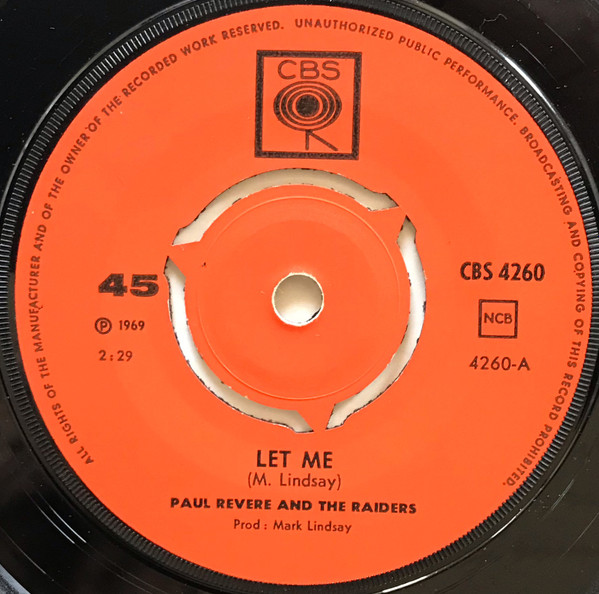 ALL RIGHTS OF THE MANUFACTURER AND OF THE OWNER OF THE RECORDED WORK RESERVED. UNAUTHORIZED PUBLIC PERFORMANCE. BROADCASTING AND COPYING OF THIS RECORD PROHIBITED.
CBS
45
CBS 4260
℗ 1969
NCB
2:29
4260-A
LET ME
(M. Lindsay)
PAUL REVERE AND THE RAIDERS
Prod: Mark Lindsay